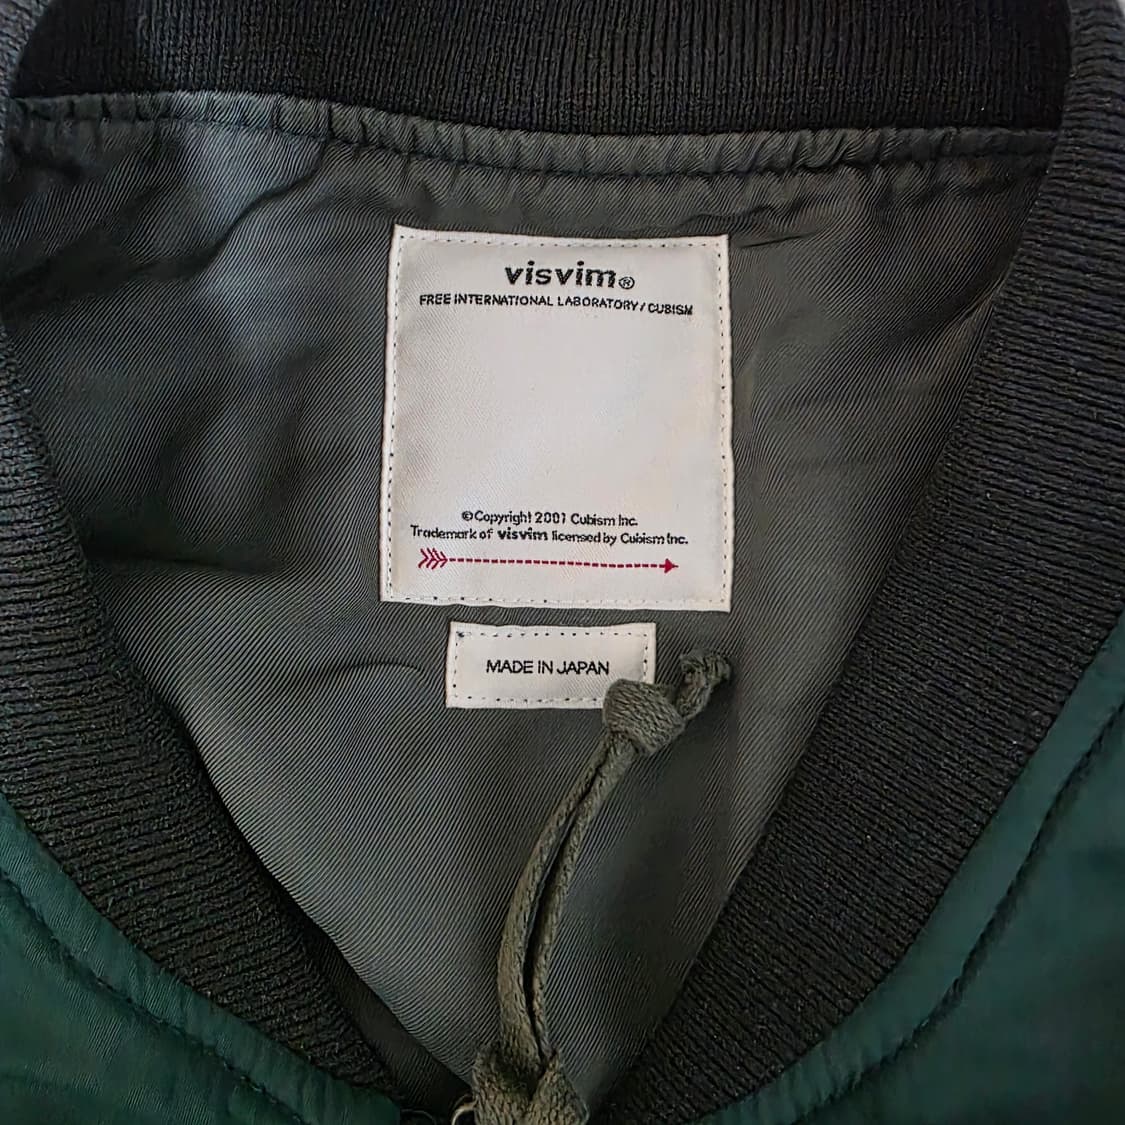 visvim®
FREE INTERNATIONAL LABORATORY / CUBISM
©Copyright 2001 Cubism Inc.
Trademark of visvim licensed by Cubism Inc.
MADE IN JAPAN